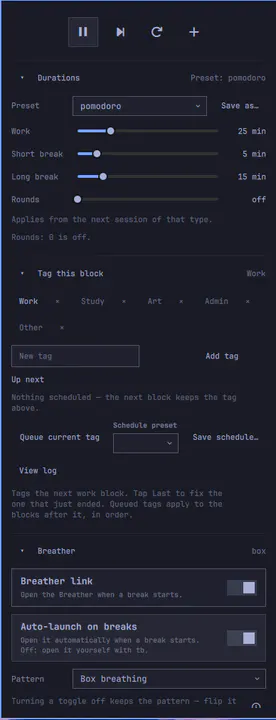 Durations Preset: pomodoro
Preset pomodoro Save as…
Work 25 min
Short break 5 min
Long break 15 min
Rounds off
Applies from the next session of that type.
Rounds: 0 is off.
Tag this block Work
Work × Study × Art × Admin ×
Other ×
New tag Add tag
Up next
Nothing scheduled — the next block keeps the tag
above.
Schedule preset
Queue current tag Save schedule…
View log
Tags the next work block. Tap Last to fix the
one that just ended. Queued tags apply to the
blocks after it, in order.
Breather box
Breather link
Open the Breather when a break starts.
Auto-launch on breaks
Open it automatically when a break starts.
Off: open it yourself with tb.
Pattern Box breathing
Turning a toggle off keeps the pattern — flip it